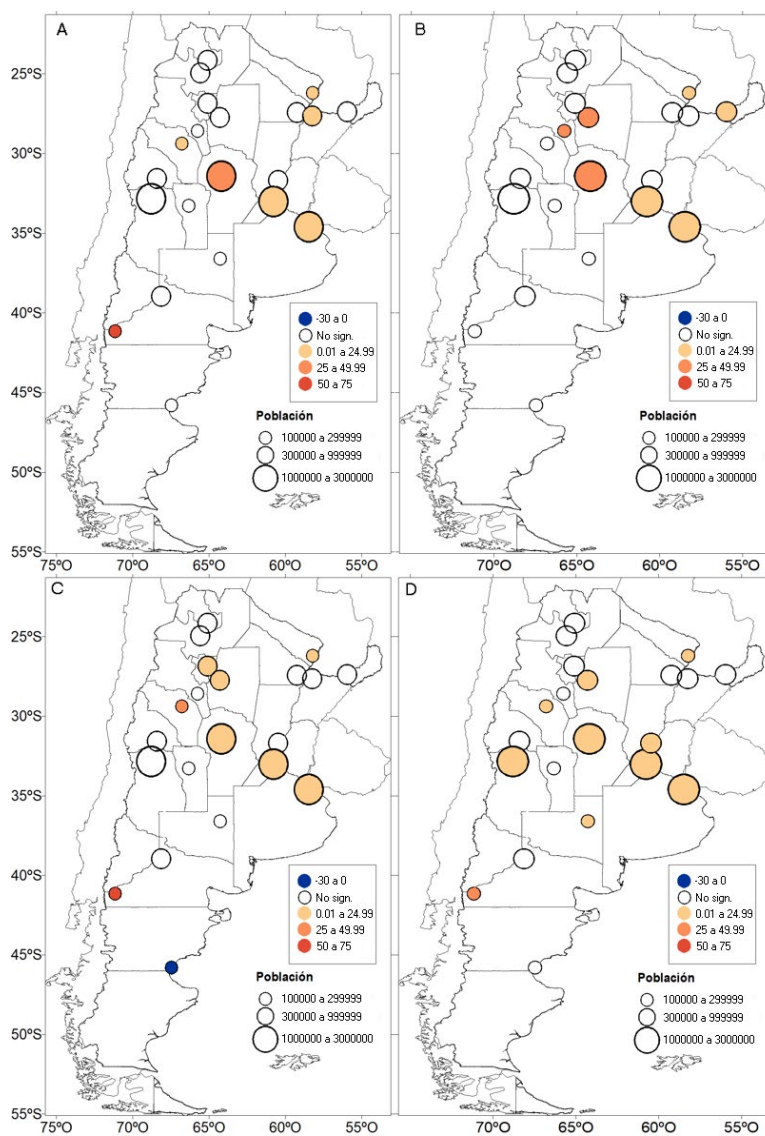 A
B
25ºS
30ºS
35ºS
40ºS
45ºS
50ºS
55ºS
-30 a 0
No sign.
0.01 a 24.99
25 a 49.99
50 a 75
Población
100000 a 299999
300000 a 999999
1000000 a 3000000
-30 a 0
No sign.
0.01 a 24.99
25 a 49.99
50 a 75
Población
100000 a 299999
300000 a 999999
1000000 a 3000000
75ºO 70ºO 65ºO 60ºO 55ºO
70ºO 65ºO 60ºO 55ºO
C
D
25ºS
30ºS
35ºS
40ºS
45ºS
50ºS
55ºS
-30 a 0
No sign.
0.01 a 24.99
25 a 49.99
50 a 75
Población
100000 a 299999
300000 a 999999
1000000 a 3000000
-30 a 0
No sign.
0.01 a 24.99
25 a 49.99
50 a 75
Población
100000 a 299999
300000 a 999999
1000000 a 3000000
75ºO 70ºO 65ºO 60ºO 55ºO
70ºO 65ºO 60ºO 55ºO